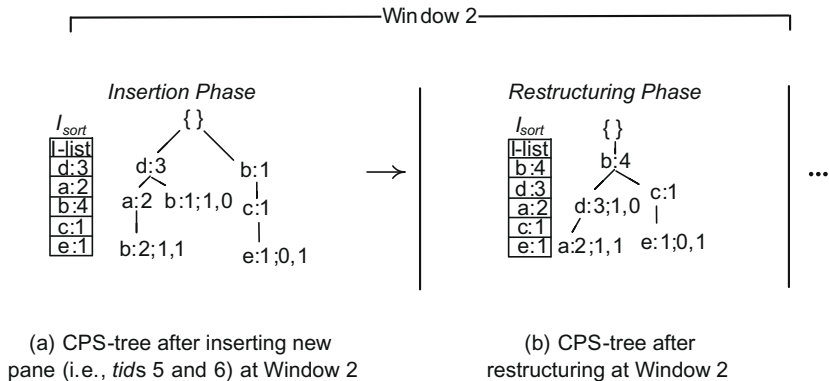 Window 2
Insertion Phase
I sort
I-list
d:3
a:2
b:4
c:1
e:1
{ }
d:3
b:1
a:2
b:1;1,0
c:1
b:2;1,1
e:1;0,1
Restructuring Phase
I sort
I-list
b:4
d:3
a:2
c:1
e:1
{ }
b:4
d:3;1,0
c:1
a:2;1,1
e:1;0,1
...
(a) CPS-tree after inserting new
pane (i.e., tids 5 and 6) at Window 2
(b) CPS-tree after
restructuring at Window 2